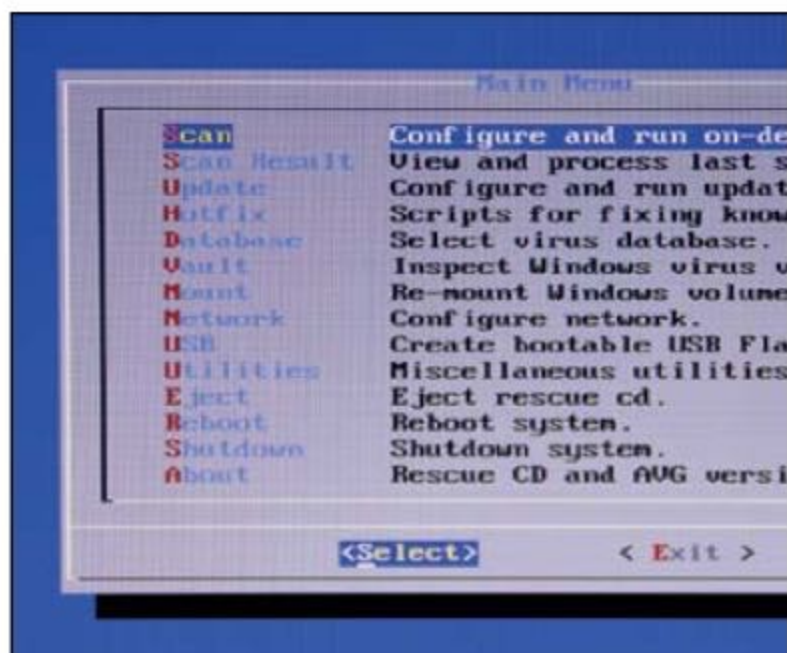 Main Menu
Scan Configure and run on-de
Scan Result View and process last s
Update Configure and run updat
Hotfix Scripts for fixing know
Database Select virus database.
Vault Inspect Windows virus v
Mount Re-mount Windows volume
Network Configure network.
USB Create bootable USB Fla
Utilities Miscellaneous utilities
Eject Eject rescue cd.
Reboot Reboot system.
Shutdown Shutdown system.
About Rescue CD and AVG versi
<Select> < Exit >